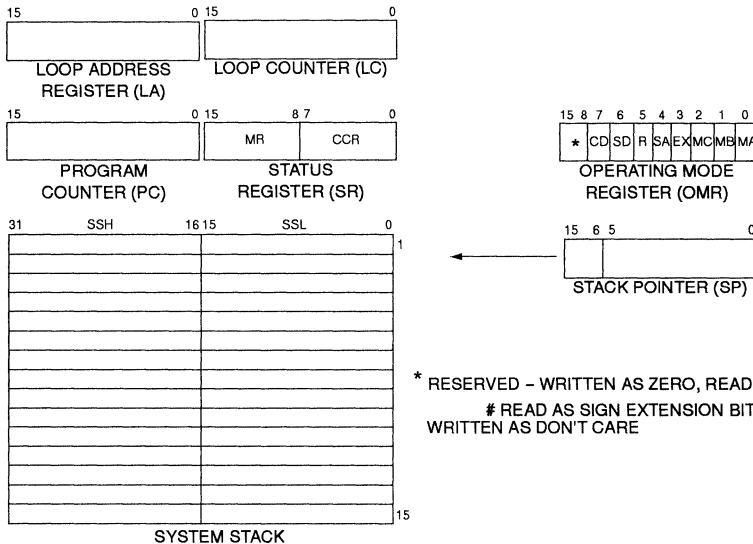 15 0 15 0
LOOP ADDRESS
REGISTER (LA)
LOOP COUNTER (LC)
15 0 15 8 7 0
MR CCR
PROGRAM
COUNTER (PC)
STATUS
REGISTER (SR)
15 8 7 6 5 4 3 2 1 0
* CD SD R SA EX MC MB MA
OPERATING MODE
REGISTER (OMR)
31 SSH 16 15 SSL 0
1
15
SYSTEM STACK
15 6 5 0
STACK POINTER (SP)
* RESERVED – WRITTEN AS ZERO, READ
# READ AS SIGN EXTENSION BIT
WRITTEN AS DON'T CARE